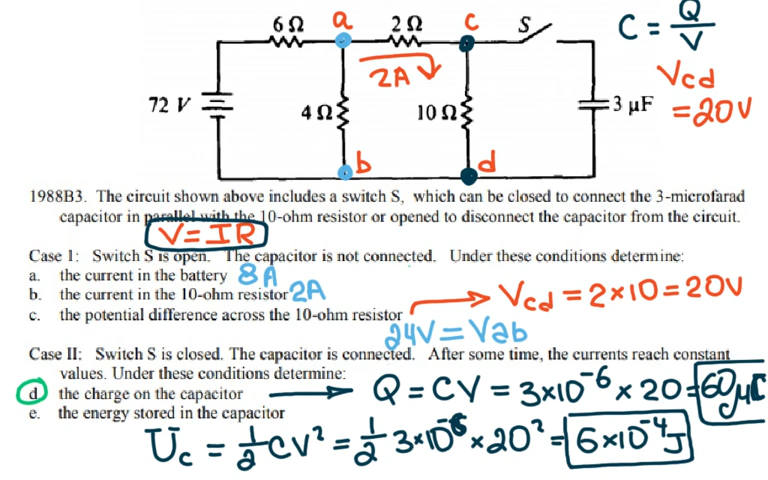 6 Ω a 2 Ω c S C = Q/V
2A
72 V 4 Ω 10 Ω 3 μF Vcd
= 20V
b d
1988B3. The circuit shown above includes a switch S, which can be closed to connect the 3-microfarad
capacitor in parallel with the 10-ohm resistor or opened to disconnect the capacitor from the circuit.
V = IR
Case 1: Switch S is open. The capacitor is not connected. Under these conditions determine:
a. the current in the battery 8A
b. the current in the 10-ohm resistor 2A Vcd = 2×10 = 20V
c. the potential difference across the 10-ohm resistor
24V = Vab
Case II: Switch S is closed. The capacitor is connected. After some time, the currents reach constant
values. Under these conditions determine:
d the charge on the capacitor Q = CV = 3×10⁻⁶ × 20 = 60μC
e. the energy stored in the capacitor
Uc = ½CV² = ½ 3×10⁻⁶ × 20² = 6×10⁻⁴J